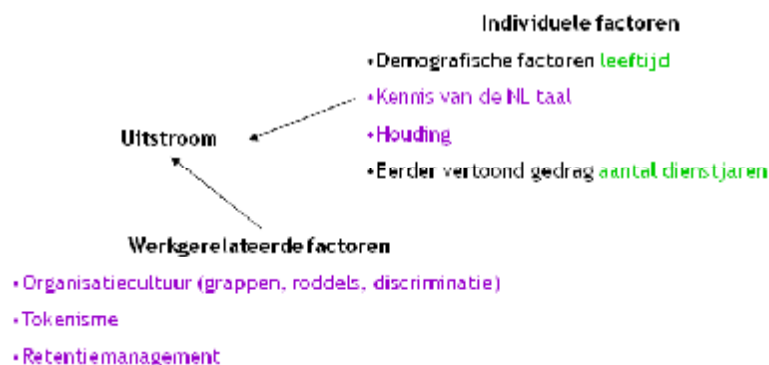 Individuele factoren
•Demografische factoren leeftijd
•Kennis van de NL taal
Uitstroom
•Houding
•Eerder vertoond gedrag aantal dienstjaren
Werkgerelateerde factoren
•Organisatiecultuur (grappen, roddels, discriminatie)
•Tokenisme
•Retentiemanagement